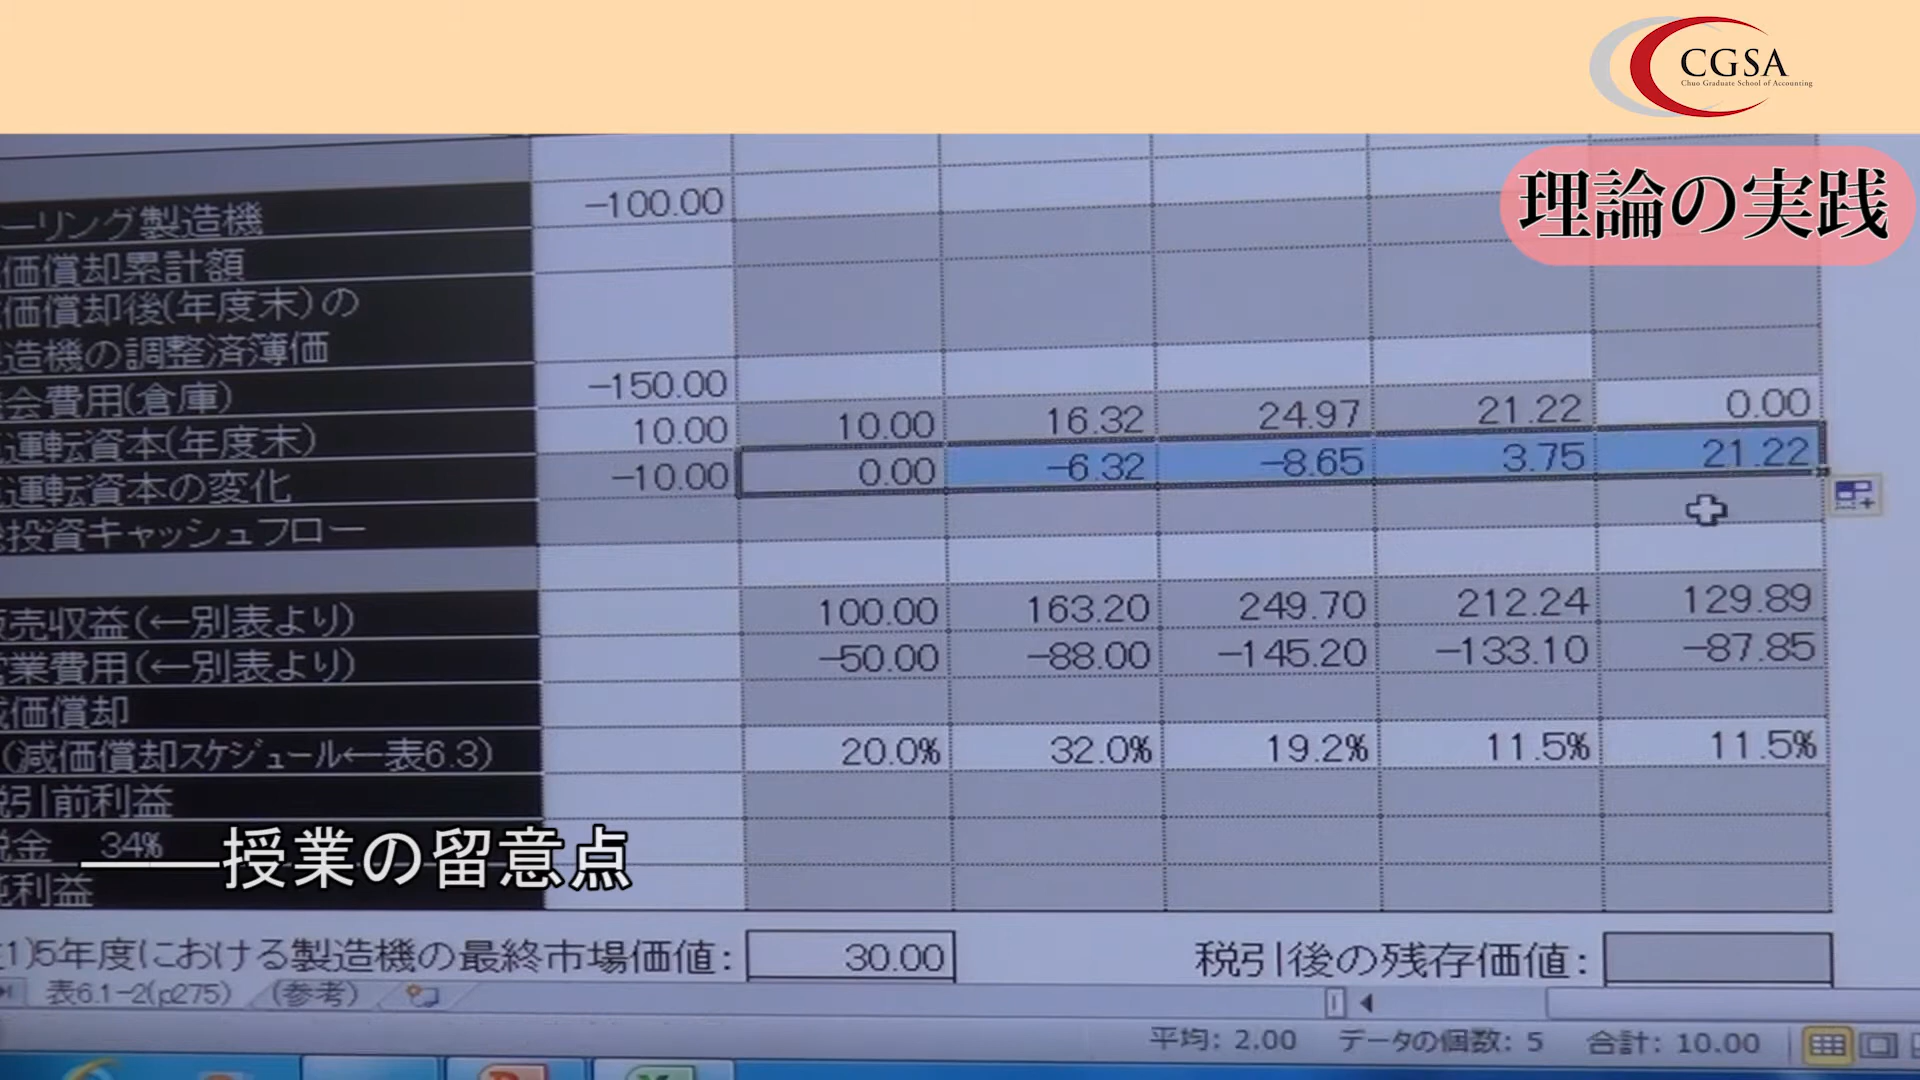 CGSA
Chuo Graduate School of Accounting
理論の実践
ーリング製造機 -100.00
価償却累計額
価償却後(年度末)の
造機の調整済簿価
会費用(倉庫) -150.00
運転資本(年度末) 10.00 10.00 16.32 24.97 21.22 0.00
運転資本の変化 -10.00 0.00 -6.32 -8.65 3.75 21.22
投資キャッシュフロー
売収益(←別表より) 100.00 163.20 249.70 212.24 129.89
業費用(←別表より) -50.00 -88.00 -145.20 -133.10 -87.85
価償却
(減価償却スケジュール←表6.3) 20.0% 32.0% 19.2% 11.5% 11.5%
税引前利益
税金 34%
──授業の留意点
純利益
1)5年度における製造機の最終市場価値: 30.00 税引後の残存価値:
表6.1-2(p275) (参考)
平均: 2.00 データの個数: 5 合計: 10.00